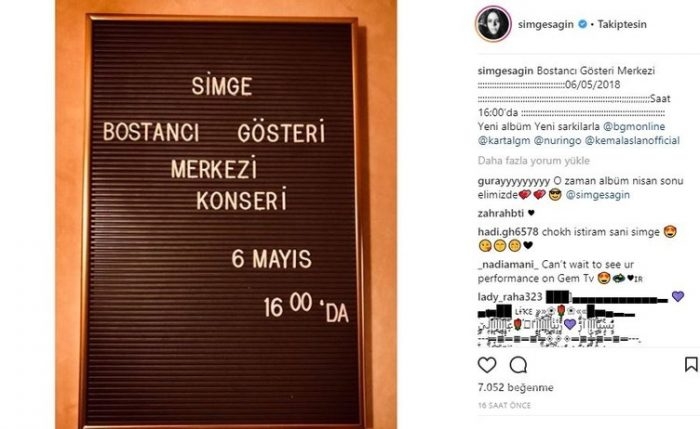 SİMGE
BOSTANCI GÖSTERİ
MERKEZİ
KONSERİ
6 MAYIS
16 00 'DA
simgesagin • Takiptesin
simgesagin Bostancı Gösteri Merkezi
:::::::::::::::::::::::::::::::::::06/05/2018
:::::::::::::::::::::::::::::::::::::::::::::::::::::::::::::::::::::Saat
16:00'da :::::::::::::::::::::::::::::::::::::::::::::::::::::::::
Yeni albüm Yeni sarkilarla @bgmonline
@kartalgm @nuringo @kemalaslanofficial
Daha fazla yorum yükle
gurayyyyyyyyy O zaman albüm nisan sonu
elimizde💞💞😎 @simgesagin
zahrahbti ♥
hadi.gh6578 chokh istiram sani simge 😍
😘😁😁♥
_nadiamani_ Can't wait to see ur
performance on Gem Tv 😍 ♥IR
lady_raha323
LıKE
7.052 beğenme
16 SAAT ÖNCE